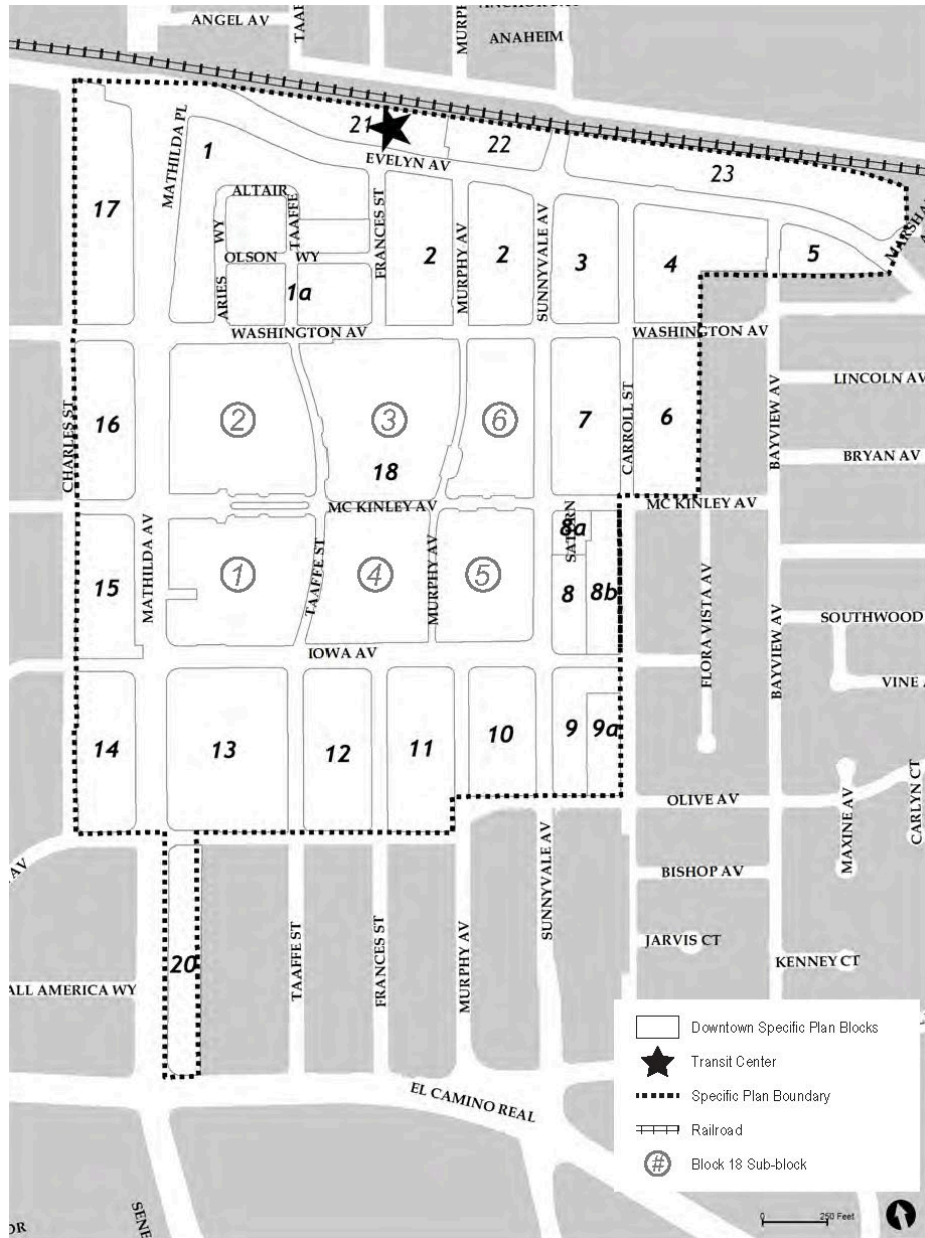 ANGEL AV
TAAFFE
MURPHY
ANAHEIM
MATHILDA PL
21
22
23
1
EVELYN AV
17
ALTAIR
WY
TAAFFE
FRANCES ST
2
MURPHY AV
2
SUNNYVALE AV
3
4
5
OLSON WY
ARIES
1a
WASHINGTON AV
WASHINGTON AV
LINCOLN AV
CHARLES ST
16
2
3
6
7
CARROLL ST
6
BAYVIEW AV
BRYAN AV
18
MC KINLEY AV
MC KINLEY AV
SATURN
8a
15
MATHILDA AV
1
TAAFFE ST
4
MURPHY AV
5
8
8b
FLORA VISTA AV
BAYVIEW AV
SOUTHWOOD
IOWA AV
VINE
14
13
12
11
10
9
9a
OLIVE AV
MAXINE AV
CARLYN CT
AV
BISHOP AV
20
TAAFFE ST
FRANCES ST
MURPHY AV
SUNNYVALE AV
JARVIS CT
KENNEY CT
ALL AMERICA WY
EL CAMINO REAL
Downtown Specific Plan Blocks
Transit Center
Specific Plan Boundary
Railroad
# Block 18 Sub-block
0 250 Feet